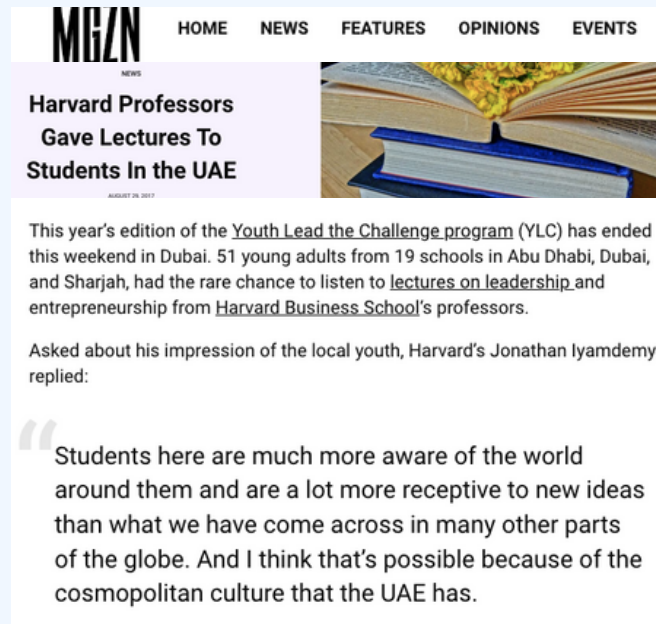 MGZN
HOME NEWS FEATURES OPINIONS EVENTS
NEWS
Harvard Professors
Gave Lectures To
Students In the UAE
AUGUST 29, 2017
This year's edition of the Youth Lead the Challenge program (YLC) has ended
this weekend in Dubai. 51 young adults from 19 schools in Abu Dhabi, Dubai,
and Sharjah, had the rare chance to listen to lectures on leadership and
entrepreneurship from Harvard Business School's professors.
Asked about his impression of the local youth, Harvard's Jonathan Iyamdemy
replied:
“
Students here are much more aware of the world
around them and are a lot more receptive to new ideas
than what we have come across in many other parts
of the globe. And I think that's possible because of the
cosmopolitan culture that the UAE has.